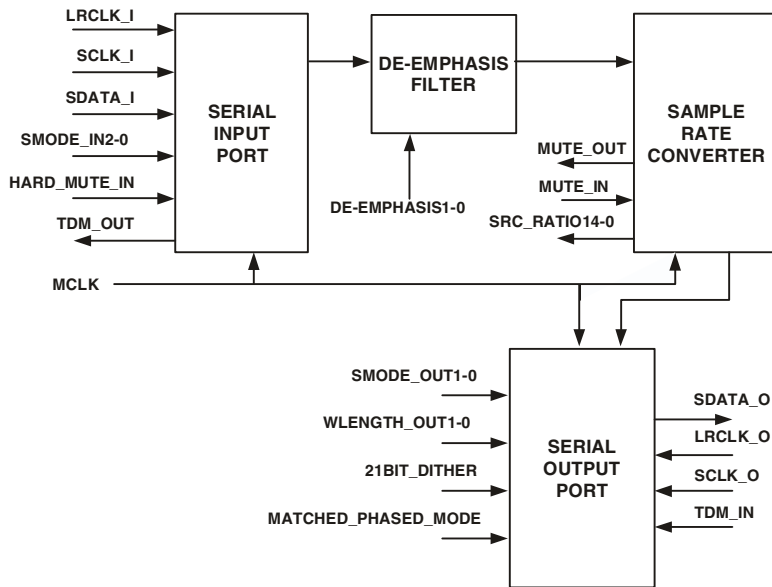 LRCLK_I
SCLK_I
SDATA_I
SMODE_IN2-0
HARD_MUTE_IN
TDM_OUT
SERIAL
INPUT
PORT
DE-EMPHASIS
FILTER
DE-EMPHASIS1-0
SAMPLE
RATE
CONVERTER
MUTE_OUT
MUTE_IN
SRC_RATIO14-0
MCLK
SMODE_OUT1-0
WLENGTH_OUT1-0
21BIT_DITHER
MATCHED_PHASED_MODE
SERIAL
OUTPUT
PORT
SDATA_O
LRCLK_O
SCLK_O
TDM_IN